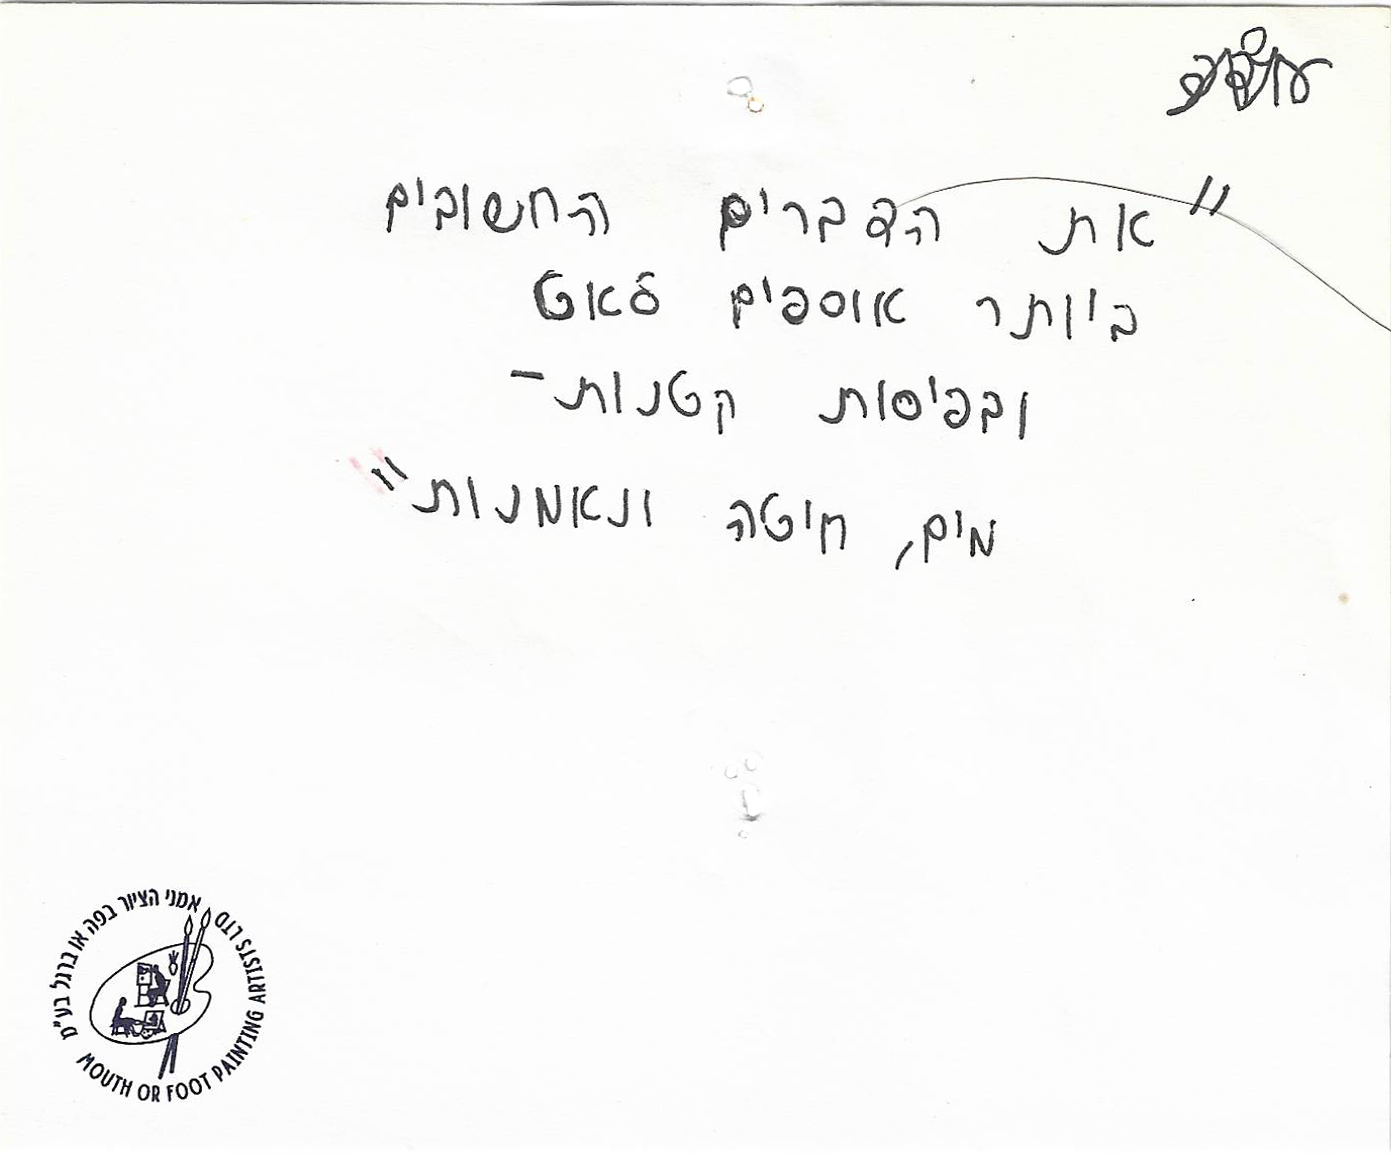 "את הדברים החשובים
ביותר אוספים לאט
ובפיסות קטנות-
מים, חיטה ונאמנות"
אמני הציור בפה או ברגל בע"מ
MOUTH OR FOOT PAINTING ARTISTS LTD